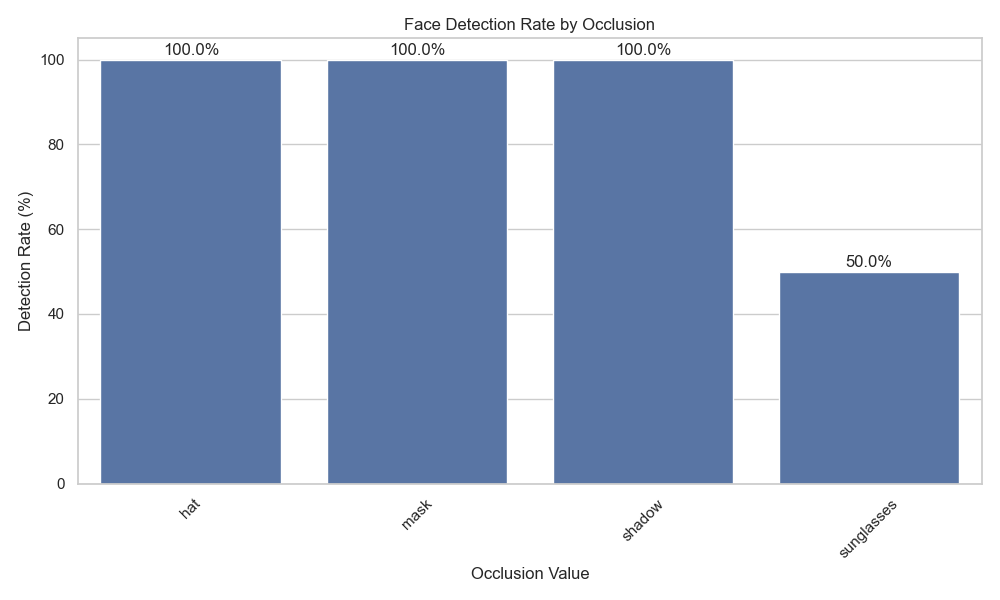 Face Detection Rate by Occlusion
100.0% 100.0% 100.0% 50.0%
Detection Rate (%)
100
80
60
40
20
0
hat mask shadow sunglasses
Occlusion Value